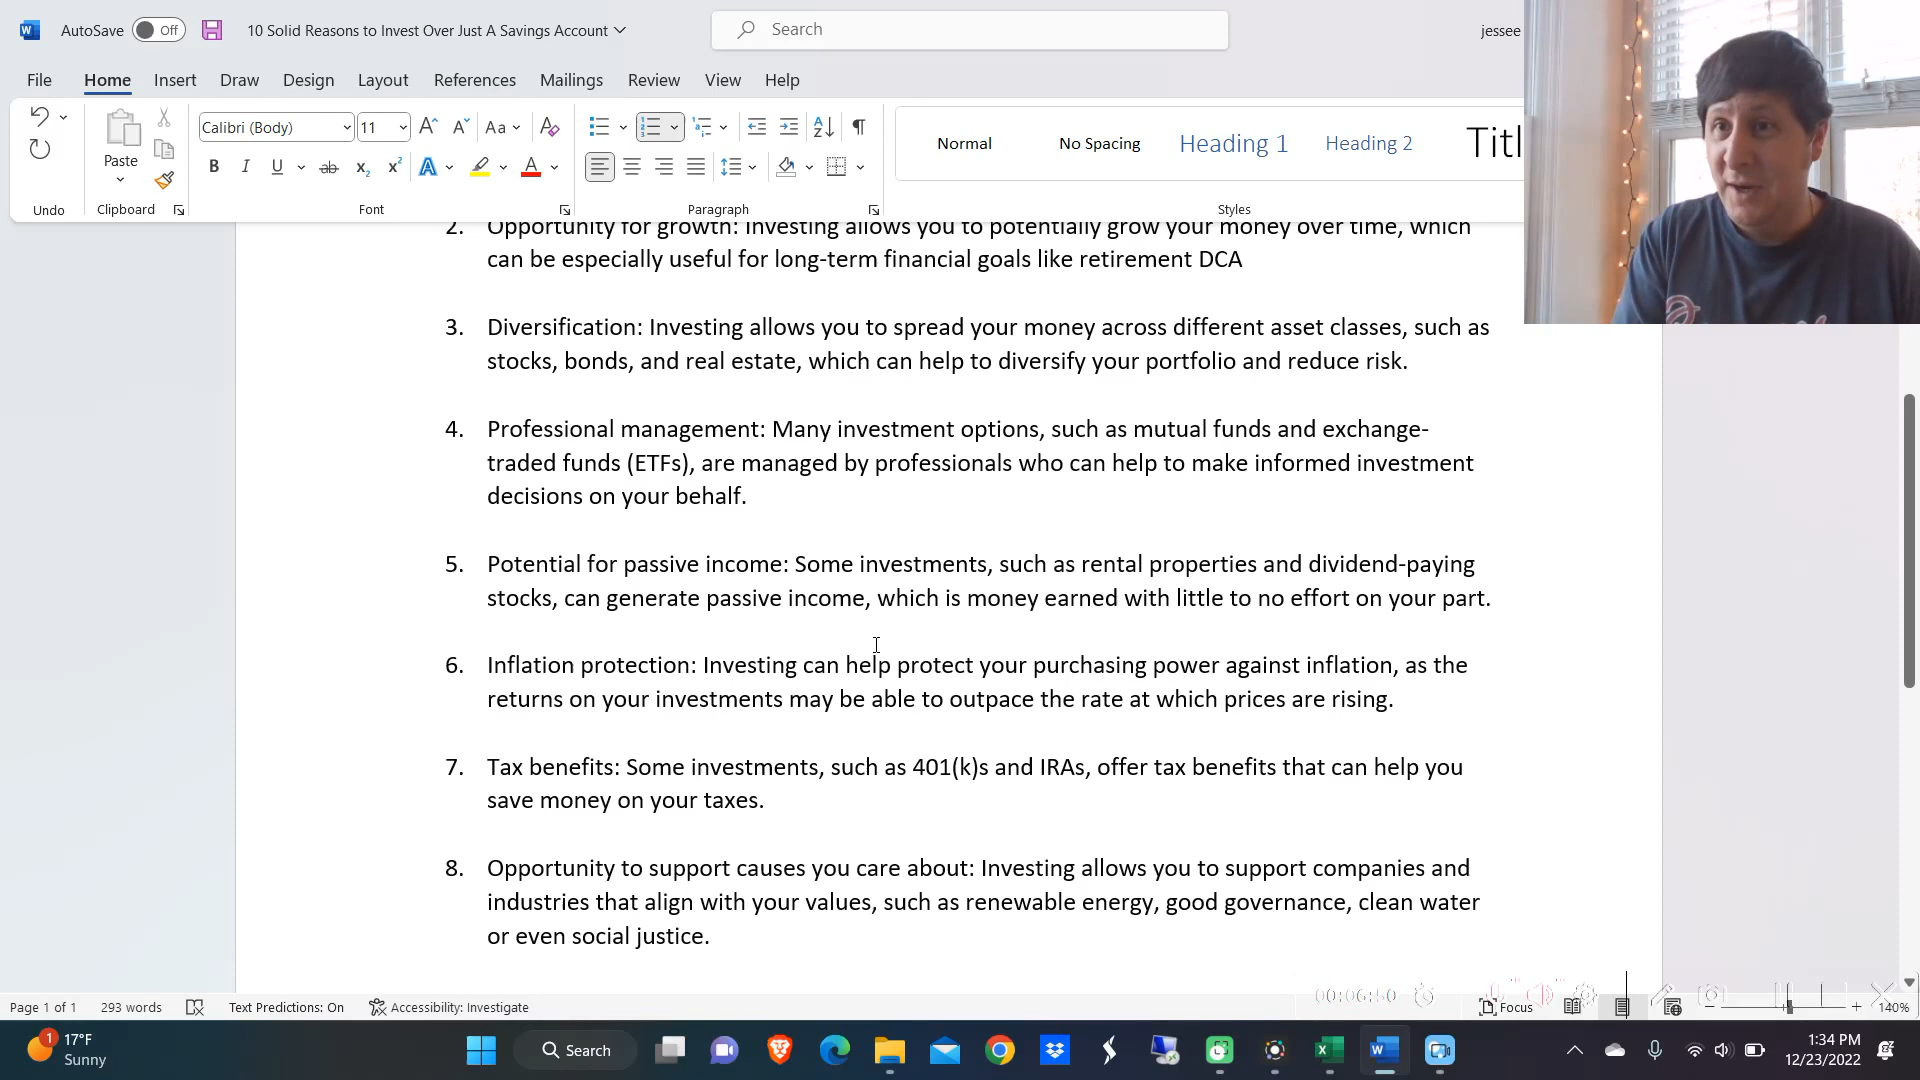 AutoSave Off 10 Solid Reasons to Invest Over Just A Savings Account Search jessee
File Home Insert Draw Design Layout References Mailings Review View Help
Calibri (Body) 11 Aa
Paste
B I U ab x₂ x² A A
Normal No Spacing Heading 1 Heading 2 Titl
Undo Clipboard Font Paragraph Styles
2. Opportunity for growth: Investing allows you to potentially grow your money over time, which
can be especially useful for long-term financial goals like retirement DCA
3. Diversification: Investing allows you to spread your money across different asset classes, such as
stocks, bonds, and real estate, which can help to diversify your portfolio and reduce risk.
4. Professional management: Many investment options, such as mutual funds and exchange-
traded funds (ETFs), are managed by professionals who can help to make informed investment
decisions on your behalf.
5. Potential for passive income: Some investments, such as rental properties and dividend-paying
stocks, can generate passive income, which is money earned with little to no effort on your part.
6. Inflation protection: Investing can help protect your purchasing power against inflation, as the
returns on your investments may be able to outpace the rate at which prices are rising.
7. Tax benefits: Some investments, such as 401(k)s and IRAs, offer tax benefits that can help you
save money on your taxes.
8. Opportunity to support causes you care about: Investing allows you to support companies and
industries that align with your values, such as renewable energy, good governance, clean water
or even social justice.
00:06:50
Page 1 of 1 293 words Text Predictions: On Accessibility: Investigate Focus 140%
1 17°F
Sunny
Search
1:34 PM
12/23/2022